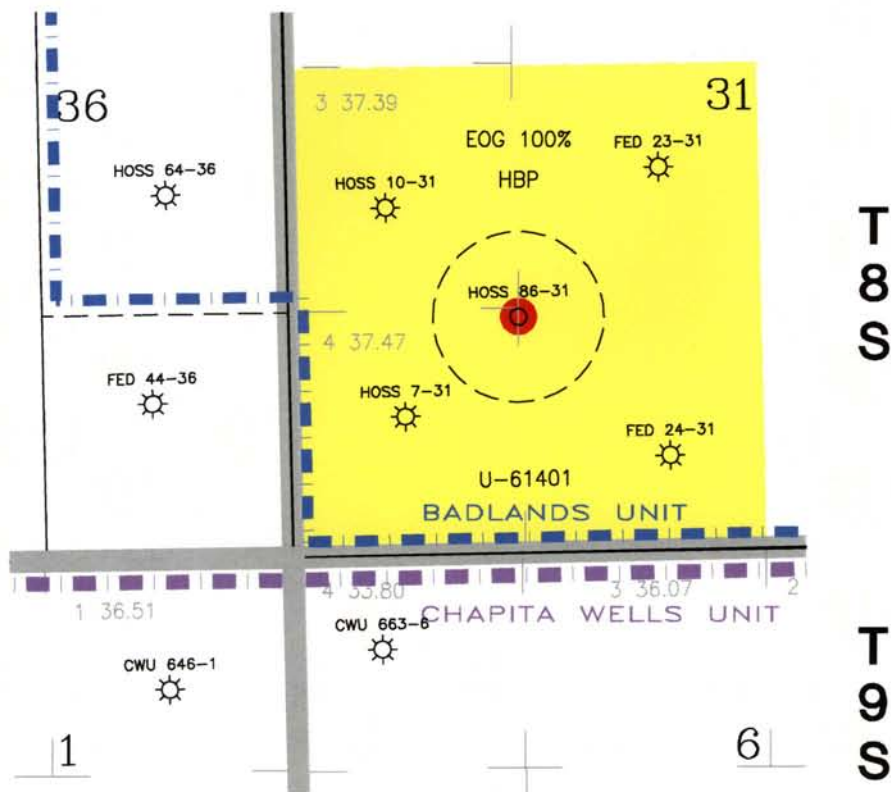 36
31
3 37.39
EOG 100%
FED 23-31
HOSS 64-36
HOSS 10-31
HBP
T
8
S
HOSS 86-31
4 37.47
FED 44-36
HOSS 7-31
FED 24-31
U-61401
BADLANDS UNIT
1 36.51
4 33.80
3 36.07
2
CHAPITA WELLS UNIT
CWU 663-6
CWU 646-1
T
9
S
1
6